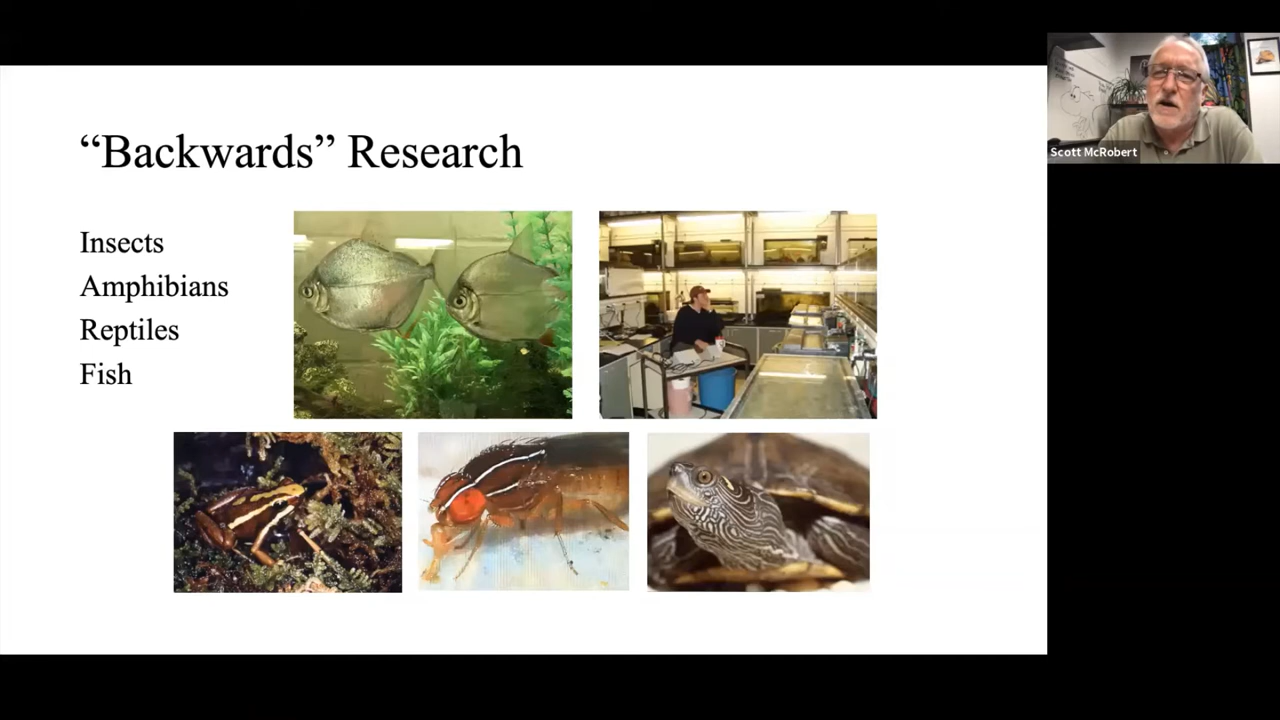 “Backwards” Research
Insects
Amphibians
Reptiles
Fish
Scott McRobert